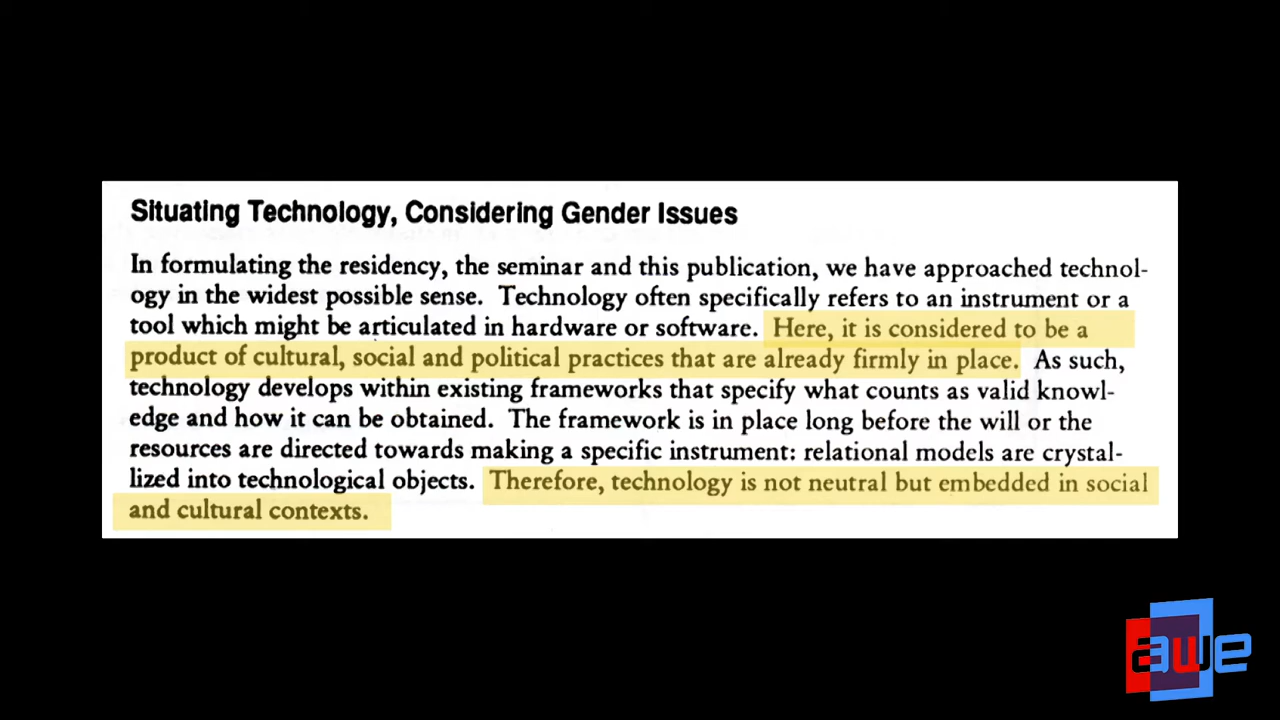 Situating Technology, Considering Gender Issues
In formulating the residency, the seminar and this publication, we have approached technol-
ogy in the widest possible sense. Technology often specifically refers to an instrument or a
tool which might be articulated in hardware or software. Here, it is considered to be a
product of cultural, social and political practices that are already firmly in place. As such,
technology develops within existing frameworks that specify what counts as valid knowl-
edge and how it can be obtained. The framework is in place long before the will or the
resources are directed towards making a specific instrument: relational models are crystal-
lized into technological objects. Therefore, technology is not neutral but embedded in social
and cultural contexts.
awe